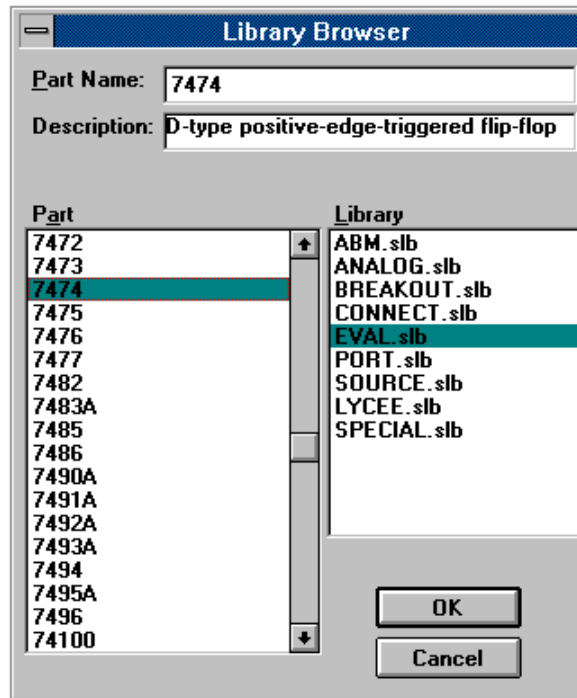 Library Browser
Part Name: 7474
Description: D-type positive-edge-triggered flip-flop
Part
7472
7473
7474
7475
7476
7477
7482
7483A
7485
7486
7490A
7491A
7492A
7493A
7494
7495A
7496
74100
Library
ABM.slb
ANALOG.slb
BREAKOUT.slb
CONNECT.slb
EVAL.slb
PORT.slb
SOURCE.slb
LYCEE.slb
SPECIAL.slb
OK
Cancel